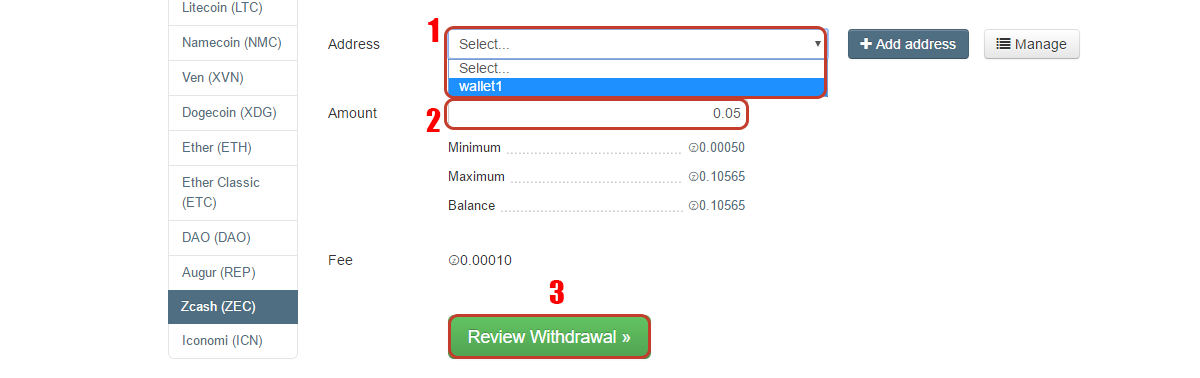 Litecoin (LTC)
Namecoin (NMC)
Ven (XVN)
Dogecoin (XDG)
Ether (ETH)
Ether Classic
(ETC)
DAO (DAO)
Augur (REP)
Zcash (ZEC)
Iconomi (ICN)
1
Address
Select...
Select...
wallet1
Add address
Manage
2
Amount
0.05
Minimum ⓩ0.00050
Maximum ⓩ0.10565
Balance ⓩ0.10565
Fee
ⓩ0.00010
3
Review Withdrawal »